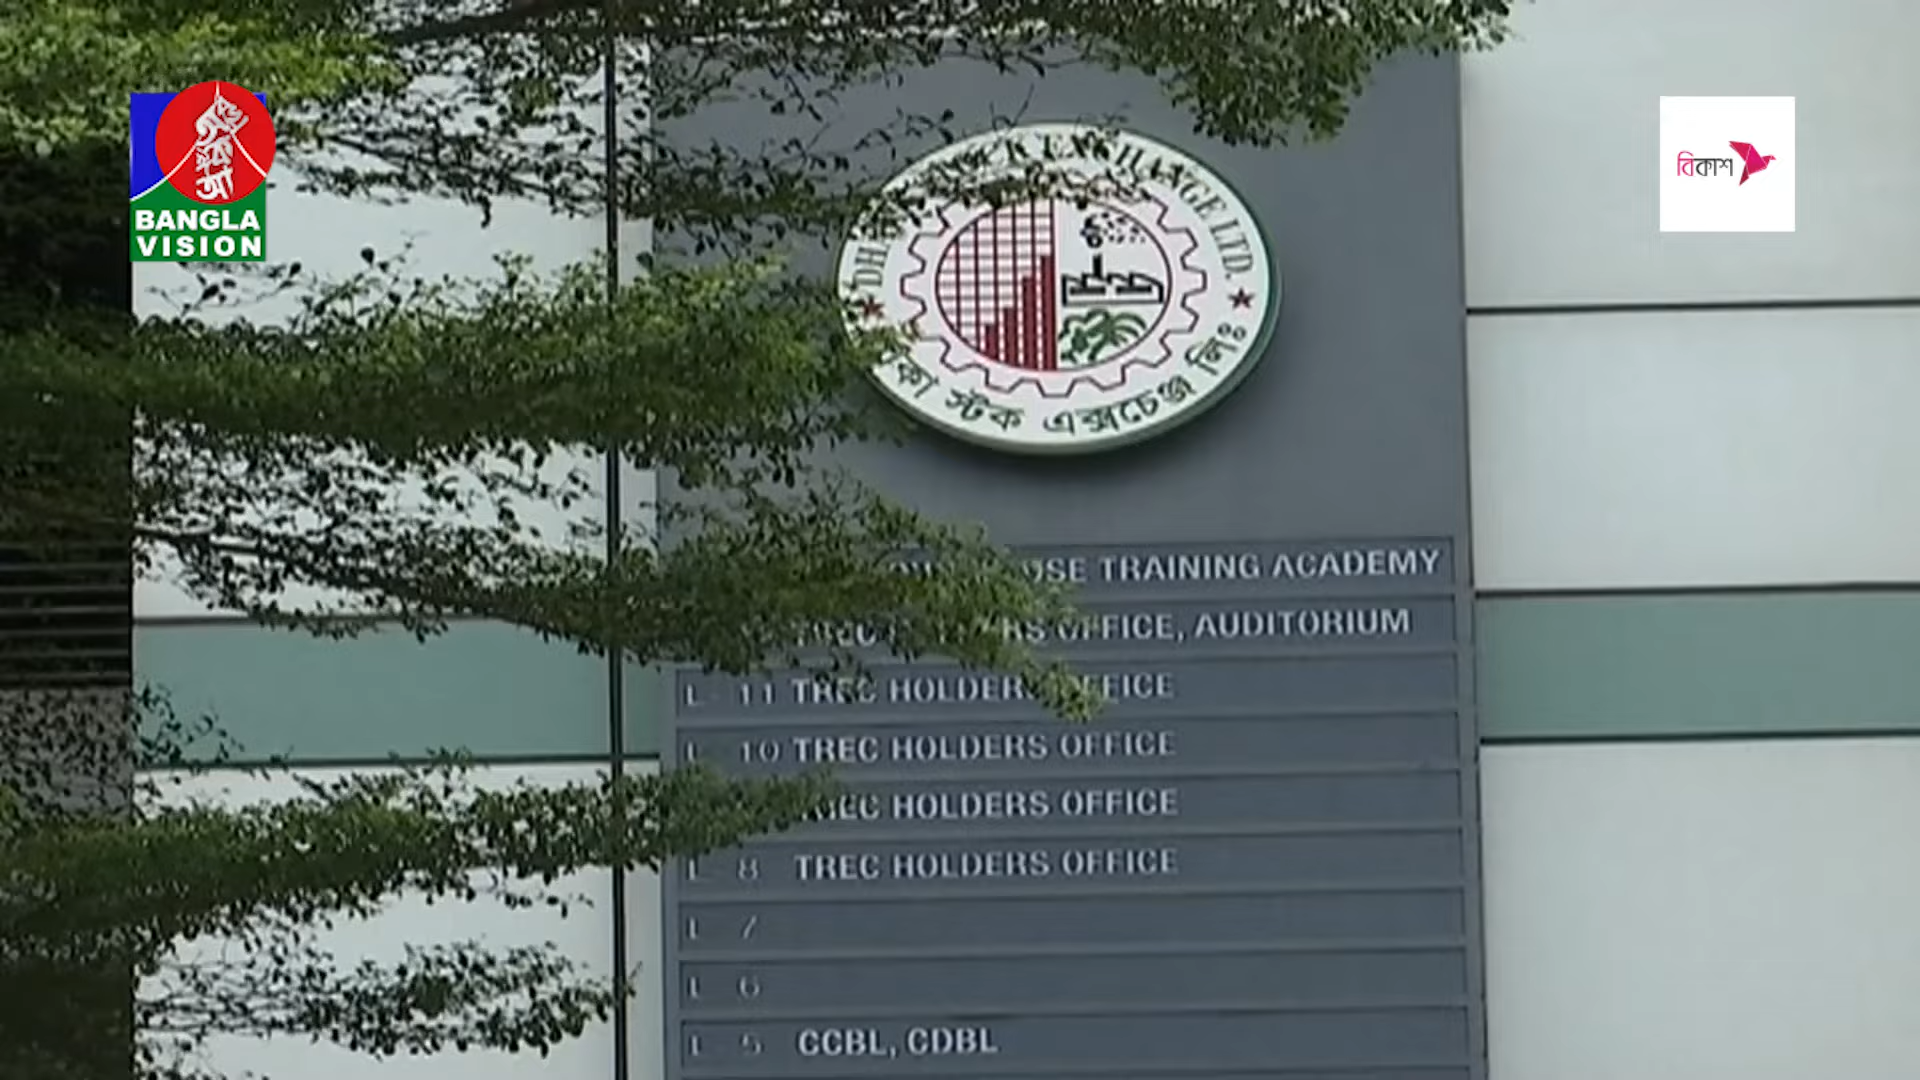 BANGLA
VISION
বিকাশ
EXCHANGE LTD.
স্টক এক্সচেঞ্জ লিঃ
TRAINING ACADEMY
OFFICE, AUDITORIUM
L 11 TREC HOLDERS OFFICE
L 10 TREC HOLDERS OFFICE
TREC HOLDERS OFFICE
L 8 TREC HOLDERS OFFICE
L 7
L 6
L 5 CCBL, CDBL